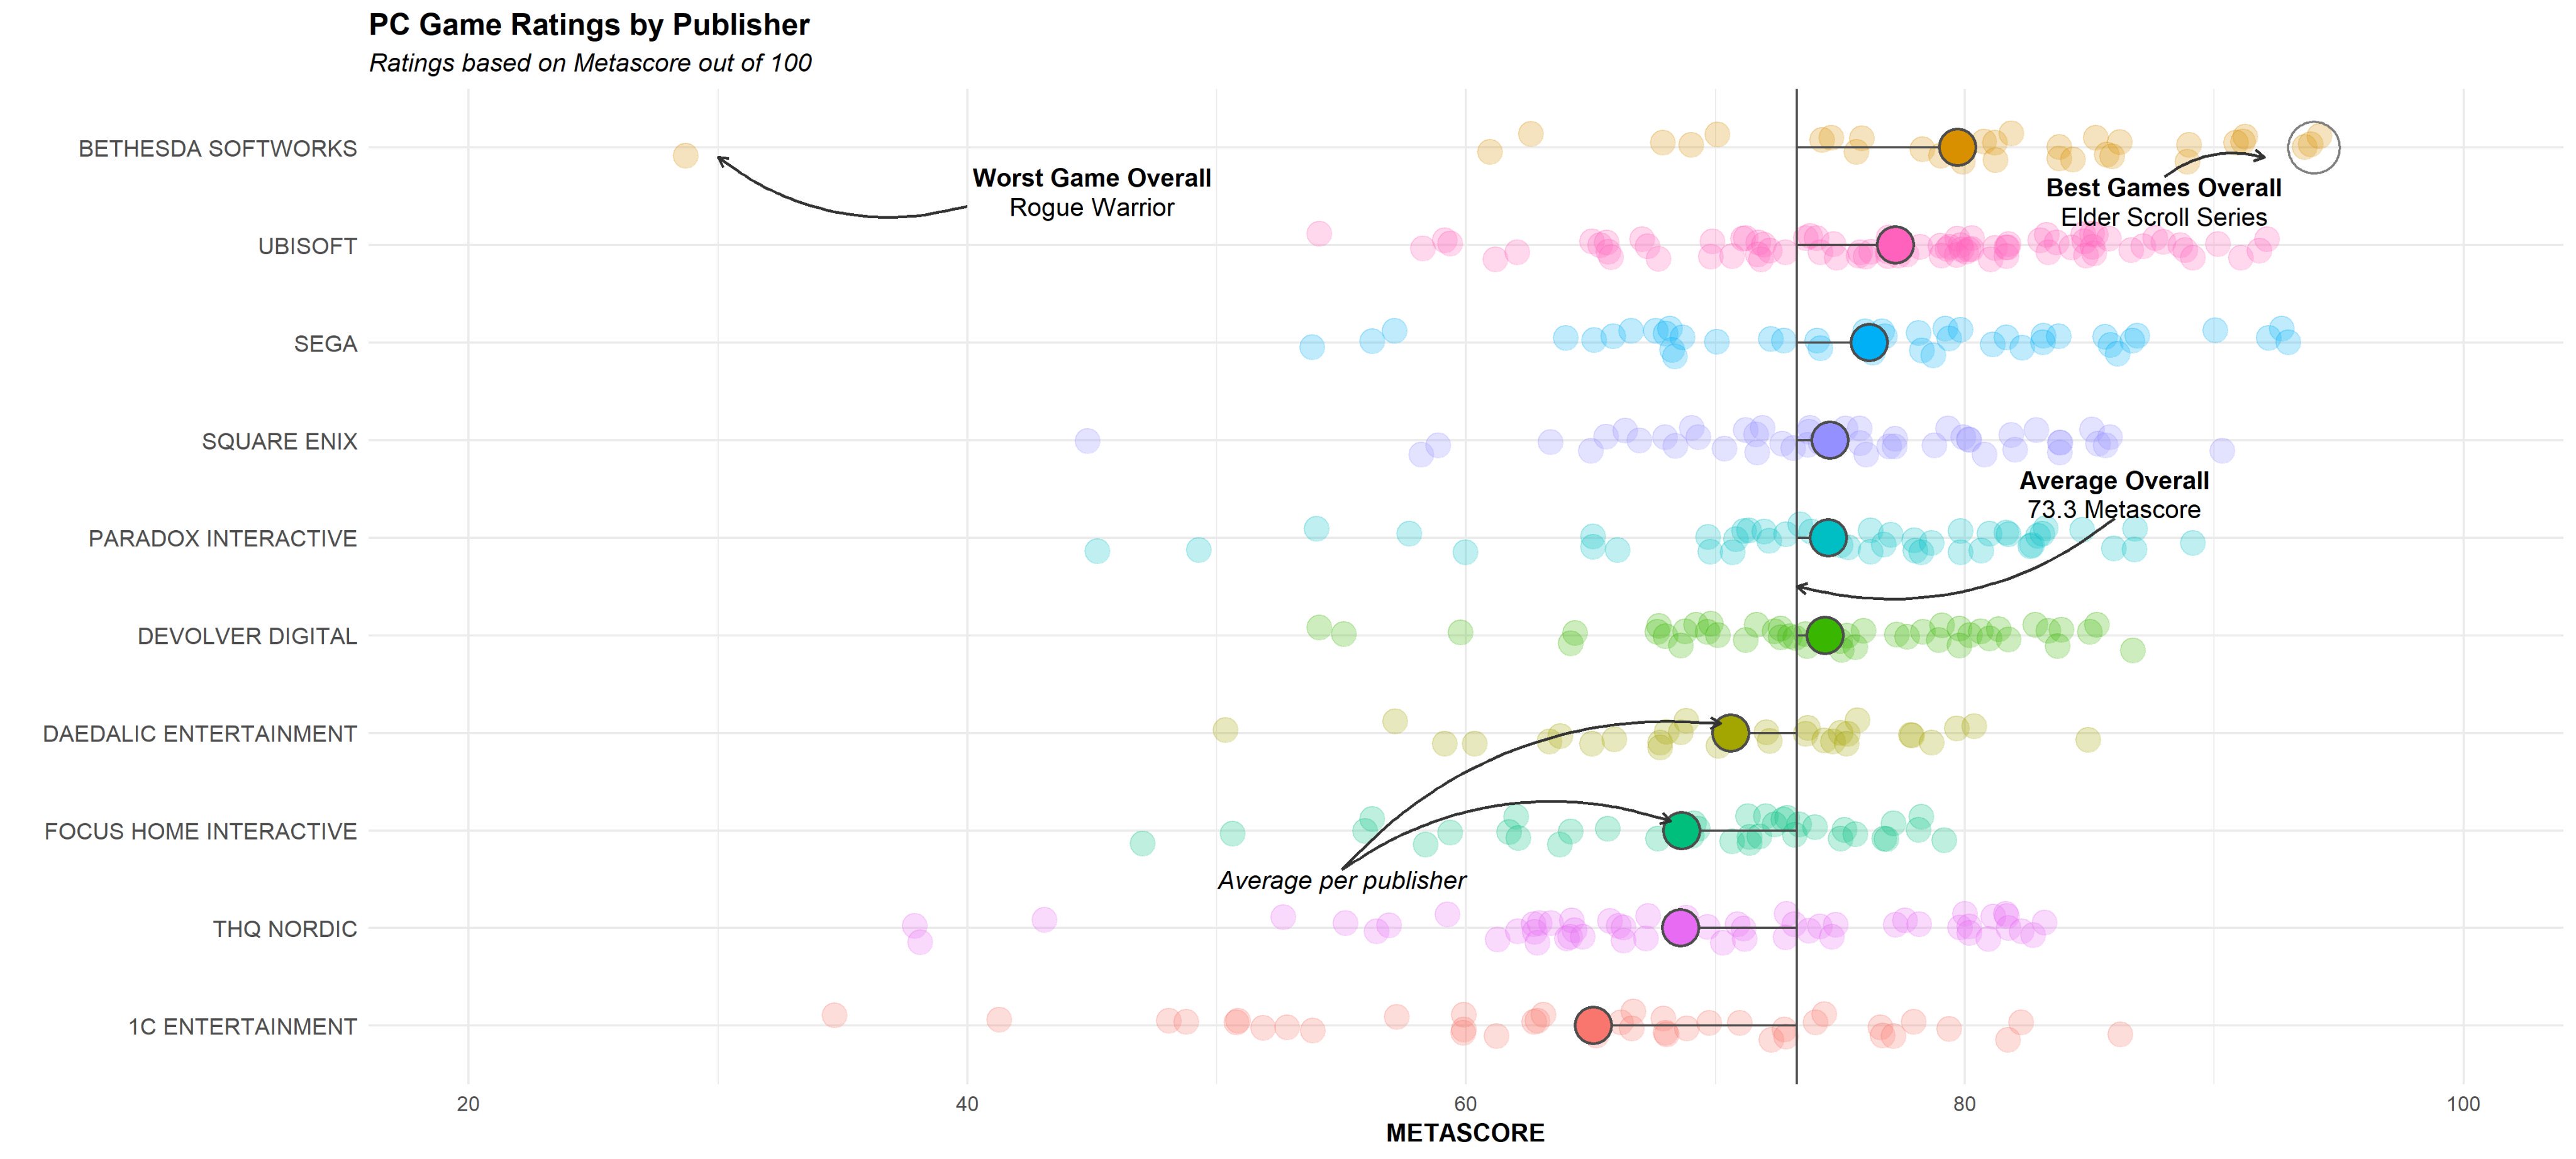 PC Game Ratings by Publisher
Ratings based on Metascore out of 100
BETHESDA SOFTWORKS
Worst Game Overall
Rogue Warrior
Best Games Overall
Elder Scroll Series
UBISOFT
SEGA
SQUARE ENIX
Average Overall
73.3 Metascore
PARADOX INTERACTIVE
DEVOLVER DIGITAL
DAEDALIC ENTERTAINMENT
FOCUS HOME INTERACTIVE
Average per publisher
THQ NORDIC
1C ENTERTAINMENT
20 40 60 80 100
METASCORE